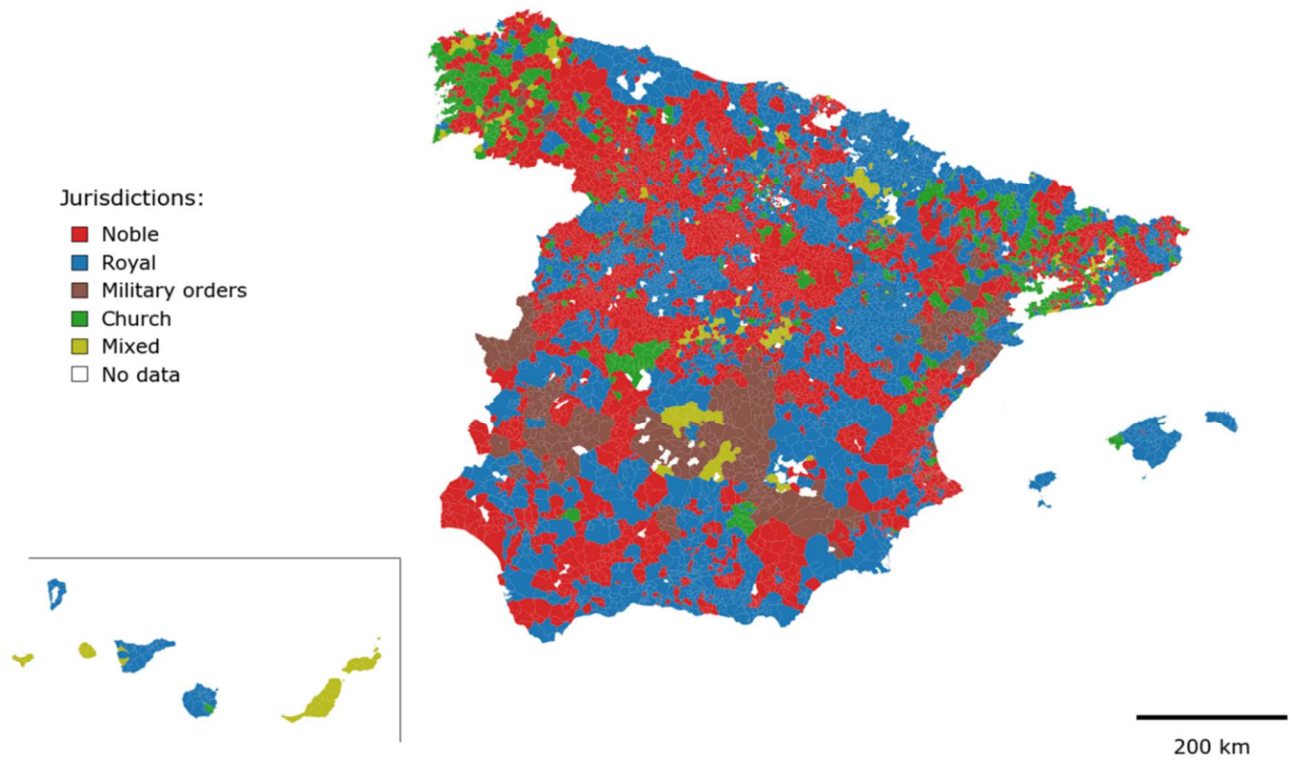 Jurisdictions:
Noble
Royal
Military orders
Church
Mixed
No data
200 km